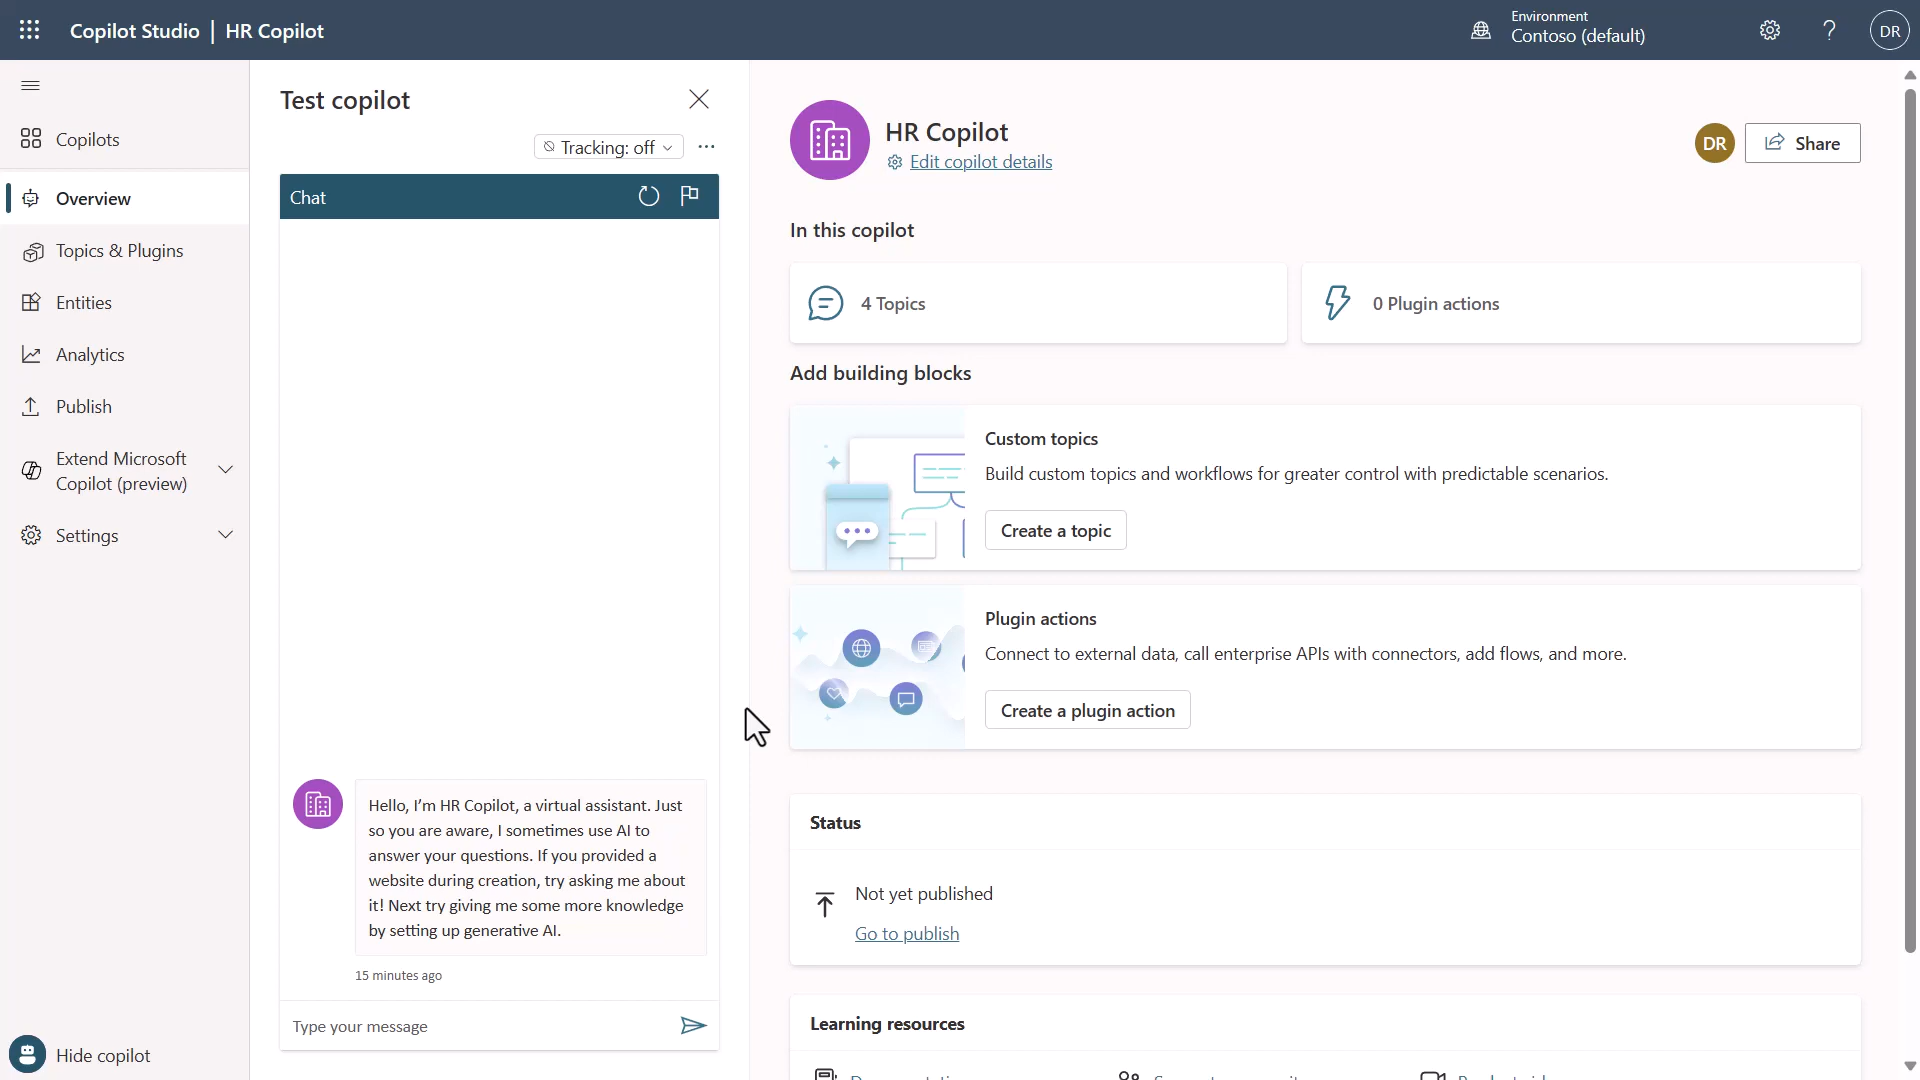 Copilot Studio | HR Copilot
Environment
Contoso (default)
DR
Copilots
Overview
Topics & Plugins
Entities
Analytics
Publish
Extend Microsoft
Copilot (preview)
Settings
Hide copilot
Test copilot
Tracking: off
Chat
Hello, I'm HR Copilot, a virtual assistant. Just
so you are aware, I sometimes use AI to
answer your questions. If you provided a
website during creation, try asking me about
it! Next try giving me some more knowledge
by setting up generative AI.
15 minutes ago
Type your message
HR Copilot
Edit copilot details
DR
Share
In this copilot
4 Topics
0 Plugin actions
Add building blocks
Custom topics
Build custom topics and workflows for greater control with predictable scenarios.
Create a topic
Plugin actions
Connect to external data, call enterprise APIs with connectors, add flows, and more.
Create a plugin action
Status
Not yet published
Go to publish
Learning resources